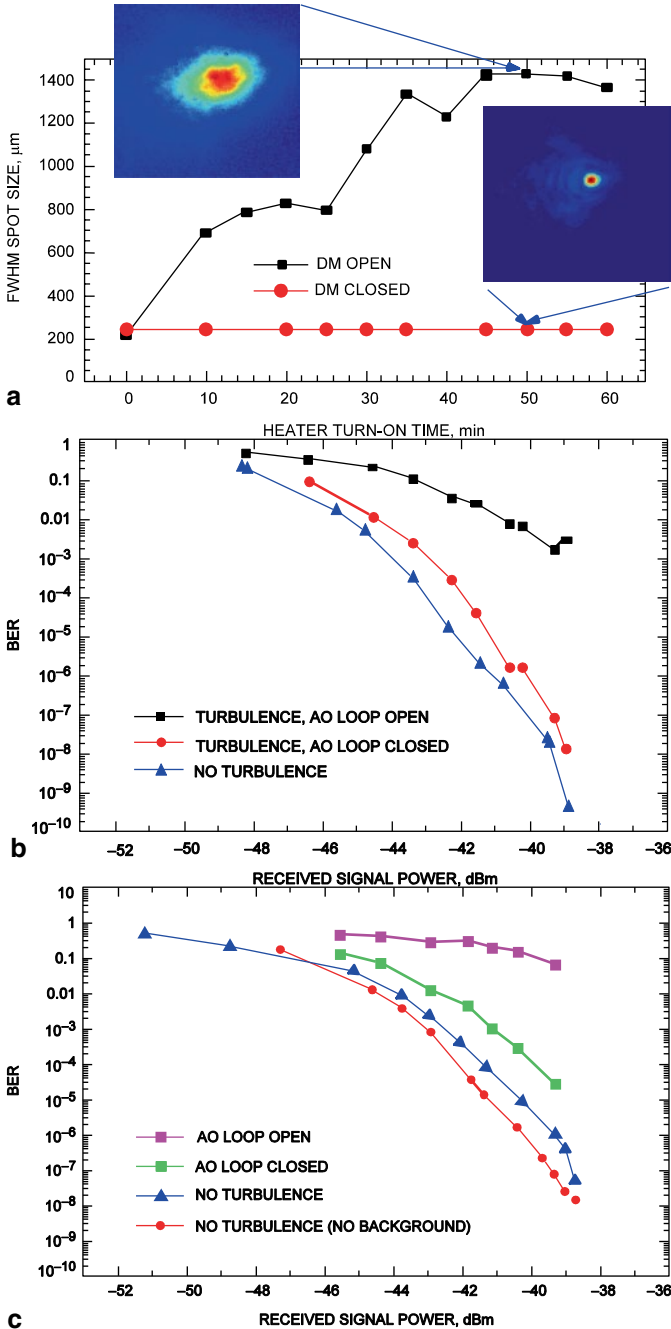 1400
1200
1000
800
600
400
200
0
FWHM SPOT SIZE, µm
DM OPEN
DM CLOSED
0 10 20 30 40 50 60
a
HEATER TURN-ON TIME, min
1
0.1
0.01
10⁻³
10⁻⁴
10⁻⁵
10⁻⁶
10⁻⁷
10⁻⁸
10⁻⁹
10⁻¹⁰
BER
TURBULENCE, AO LOOP OPEN
TURBULENCE, AO LOOP CLOSED
NO TURBULENCE
–52 –50 –48 –46 –44 –42 –40 –38 –36
b
RECEIVED SIGNAL POWER, dBm
10
1
0.1
0.01
10⁻³
10⁻⁴
10⁻⁵
10⁻⁶
10⁻⁷
10⁻⁸
10⁻⁹
10⁻¹⁰
BER
AO LOOP OPEN
AO LOOP CLOSED
NO TURBULENCE
NO TURBULENCE (NO BACKGROUND)
–52 –50 –48 –46 –44 –42 –40 –38 –36
c
RECEIVED SIGNAL POWER, dBm